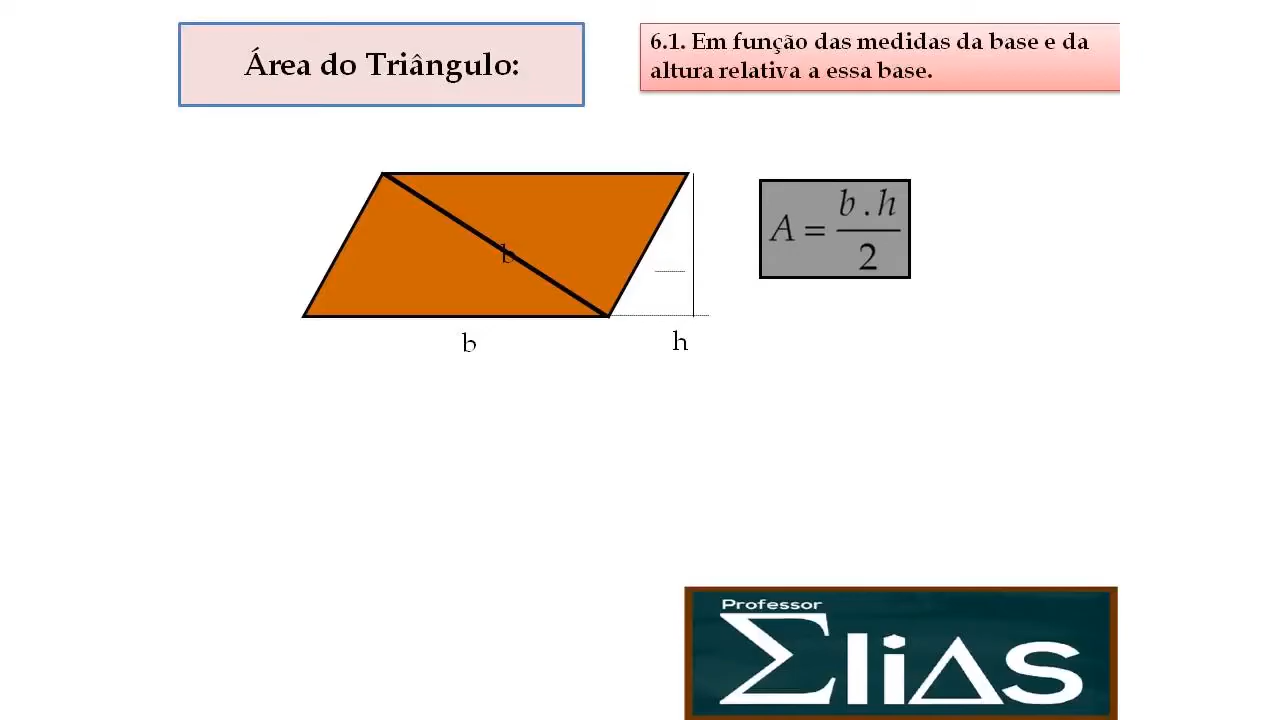 Área do Triângulo:
6.1. Em função das medidas da base e da
altura relativa a essa base.
b
A = b . h / 2
b
h
Professor
ΣliΔs